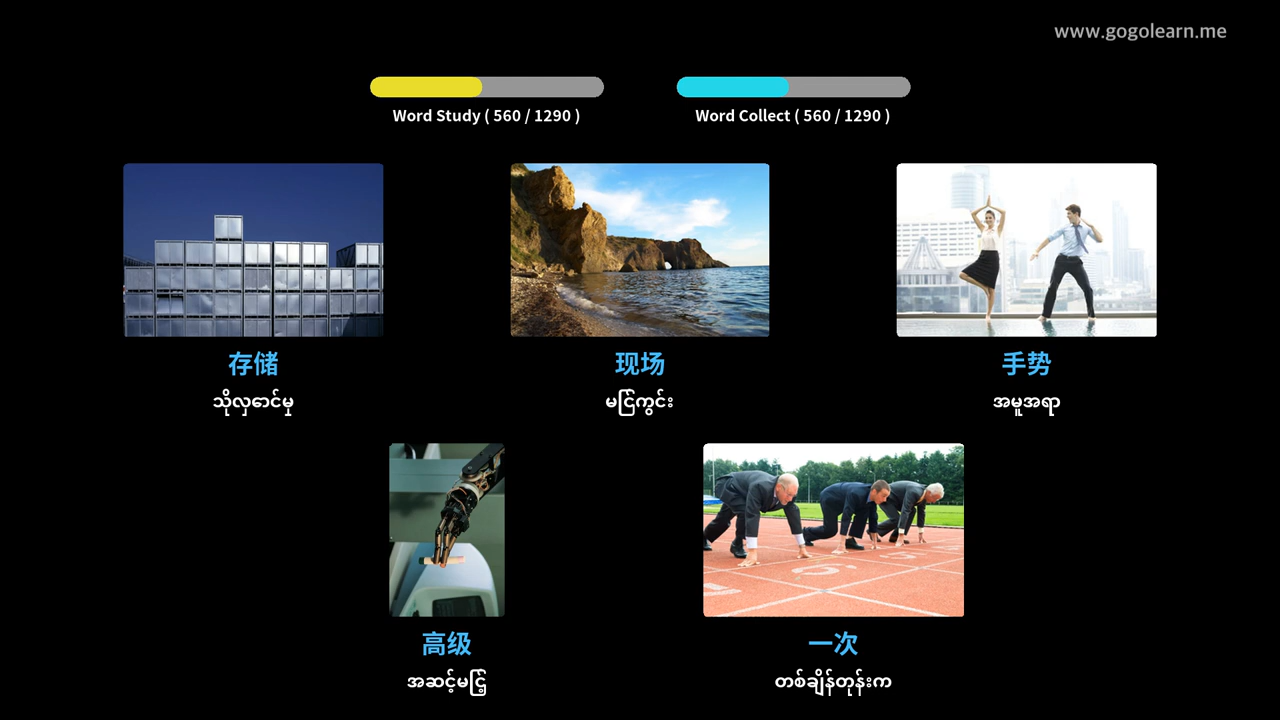 www.gogolearn.me
Word Study ( 560 / 1290 )
Word Collect ( 560 / 1290 )
存储
သိုလှောင်မှု
现场
မြင်ကွင်း
手势
အမူအရာ
高级
အဆင့်မြင့်
一次
တစ်ချိန်တုန်းက